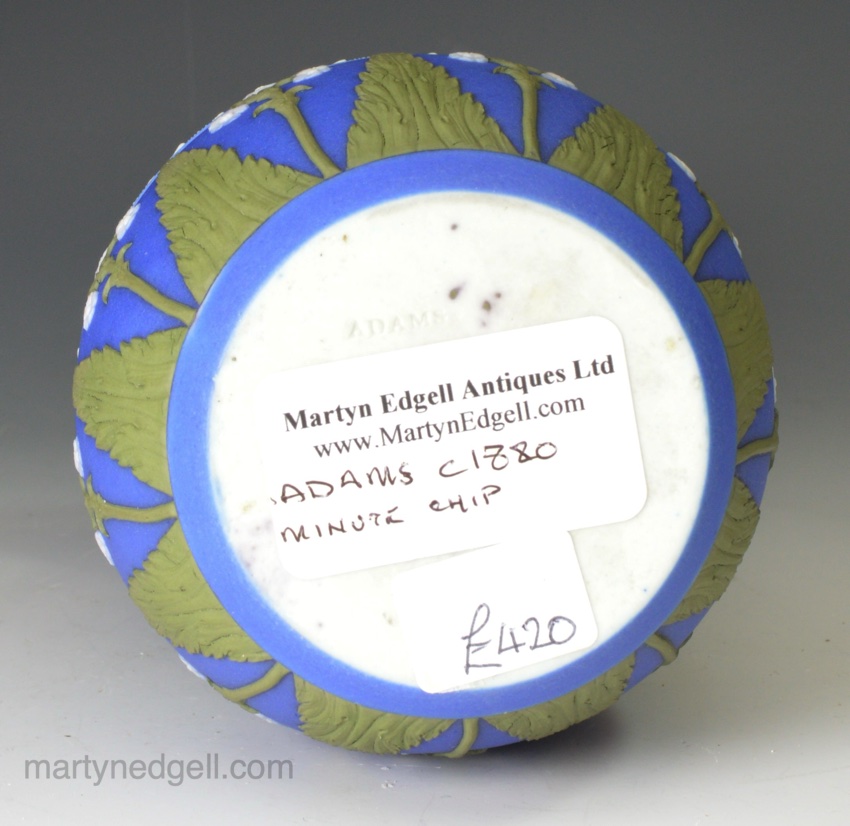 ADAMS
Martyn Edgell Antiques Ltd
www.MartynEdgell.com
ADAMS C1880
MINUTE CHIP
£420
martynedgell.com